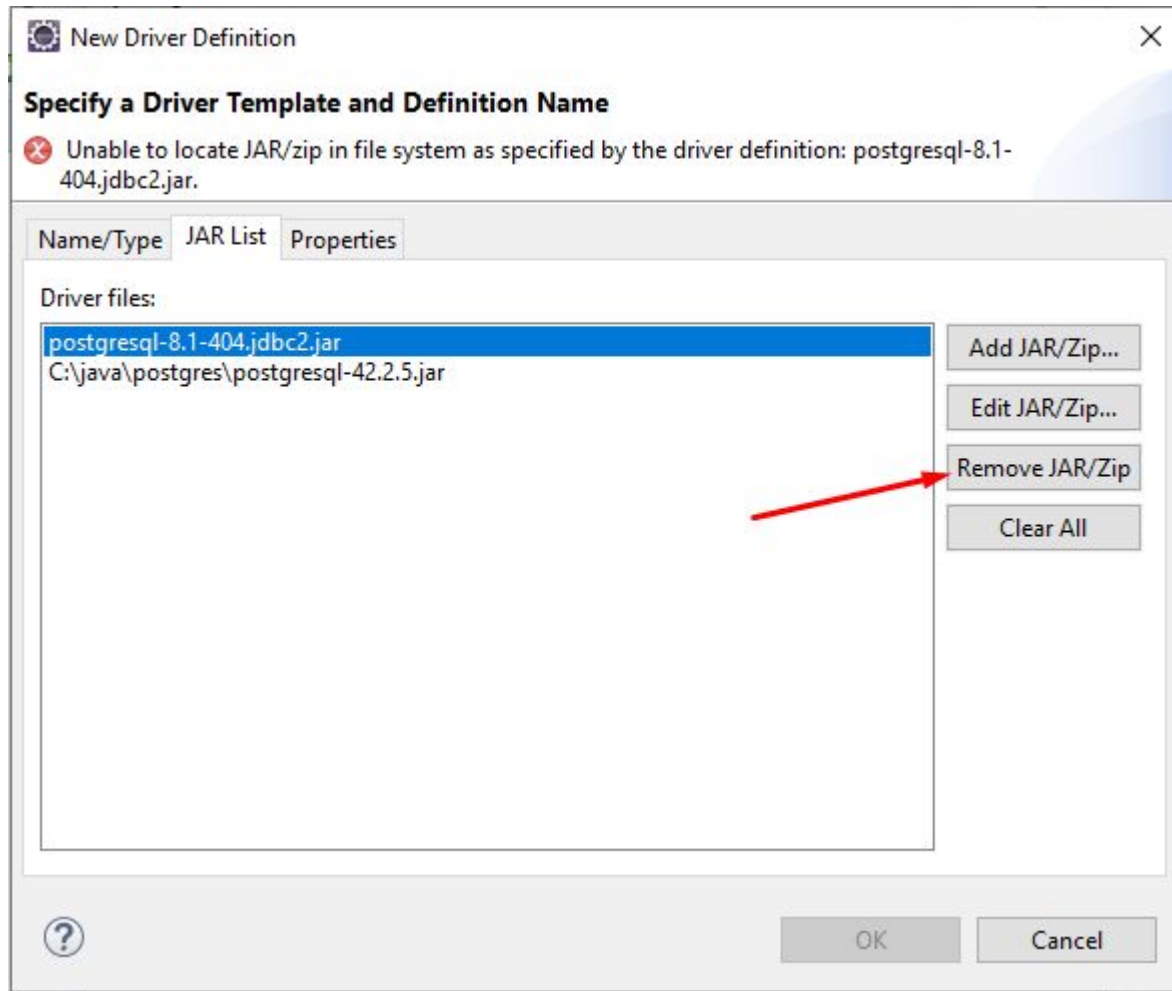 New Driver Definition
Specify a Driver Template and Definition Name
Unable to locate JAR/zip in file system as specified by the driver definition: postgresql-8.1-
404.jdbc2.jar.
Name/Type JAR List Properties
Driver files:
postgresql-8.1-404.jdbc2.jar
C:\java\postgres\postgresql-42.2.5.jar
Add JAR/Zip...
Edit JAR/Zip...
Remove JAR/Zip
Clear All
?
OK Cancel